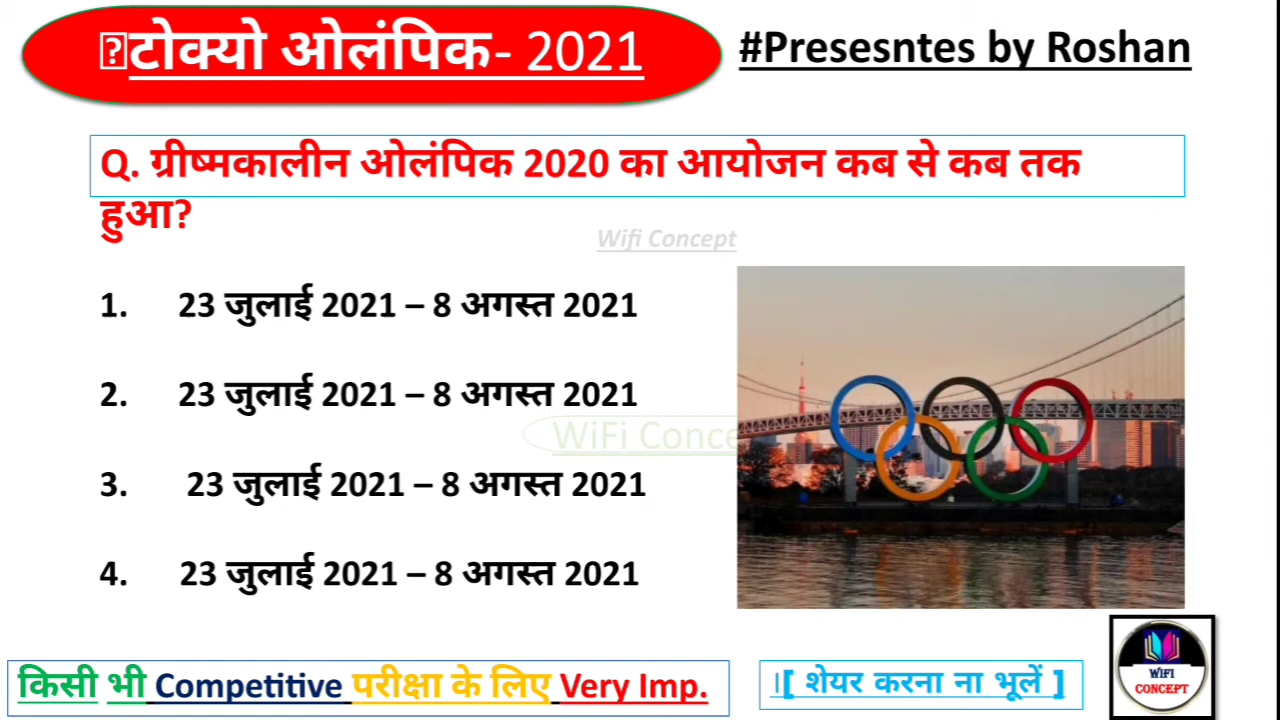 टोक्यो ओलंपिक- 2021
#Presesntes by Roshan
Q. ग्रीष्मकालीन ओलंपिक 2020 का आयोजन कब से कब तक
हुआ?
Wifi Concept
1. 23 जुलाई 2021 – 8 अगस्त 2021
2. 23 जुलाई 2021 – 8 अगस्त 2021
WiFi Conce
3. 23 जुलाई 2021 – 8 अगस्त 2021
4. 23 जुलाई 2021 – 8 अगस्त 2021
किसी भी Competitive परीक्षा के लिए Very Imp.
।[ शेयर करना ना भूलें ]
WIFI
CONCEPT